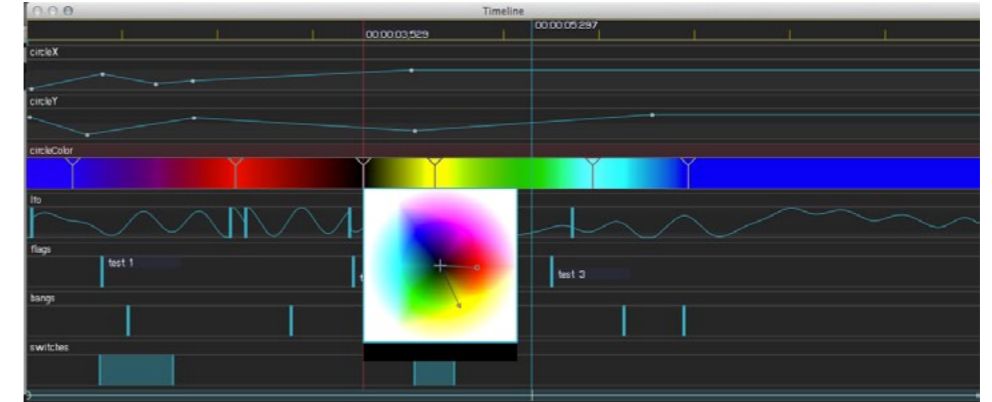 Timeline
00:00:05:297
00:00:03:529
circleX
circleY
circleColor
lfo
flags
test 1
test 3
bangs
switches